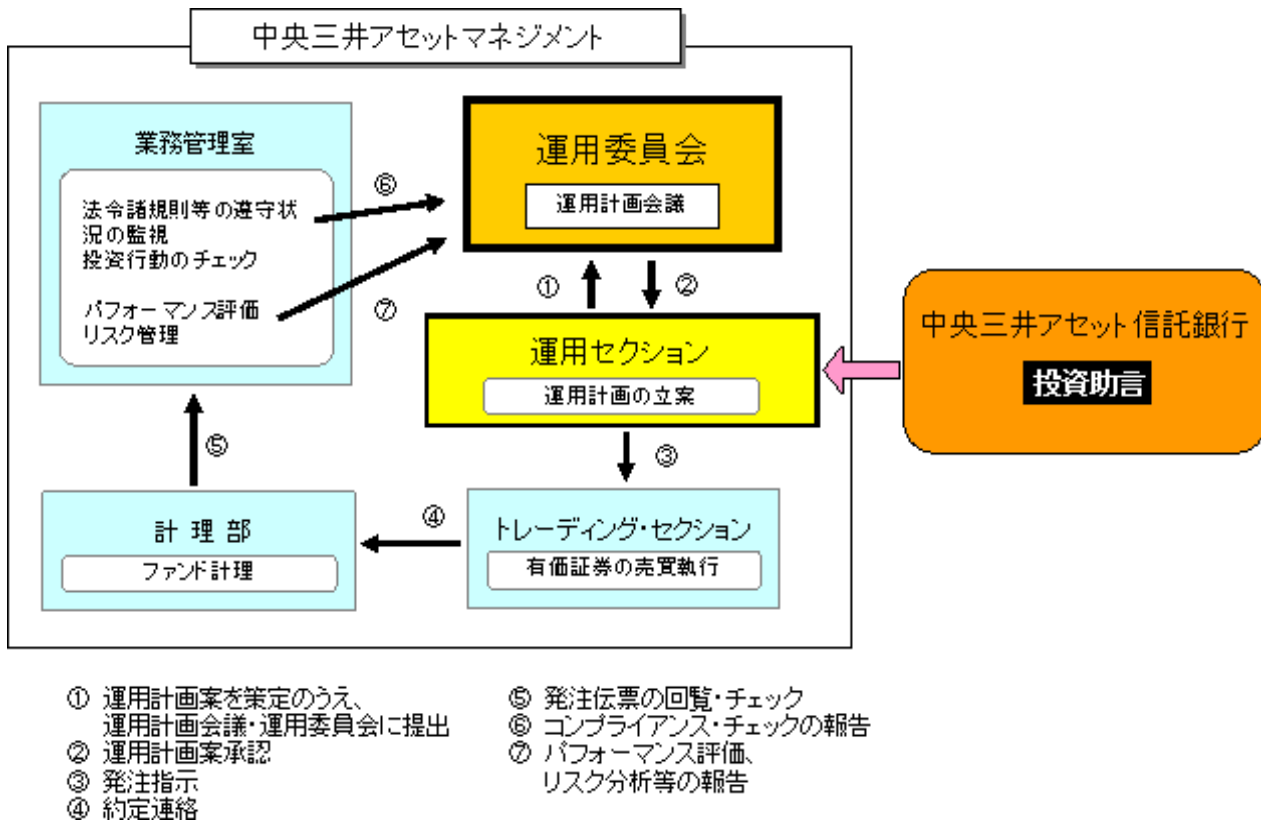 中央三井アセットマネジメント
業務管理室
法令諸規則等の遵守状
況の監視
投資行動のチェック
パフォーマンス評価
リスク管理
⑥
⑦
運用委員会
運用計画会議
①
②
運用セクション
運用計画の立案
中央三井アセット信託銀行
投資助言
⑤
③
計理部
ファンド計理
④
トレーディング・セクション
有価証券の売買執行
① 運用計画案を策定のうえ、
運用計画会議・運用委員会に提出
② 運用計画案承認
③ 発注指示
④ 約定連絡
⑤ 発注伝票の回覧・チェック
⑥ コンプライアンス・チェックの報告
⑦ パフォーマンス評価、
リスク分析等の報告